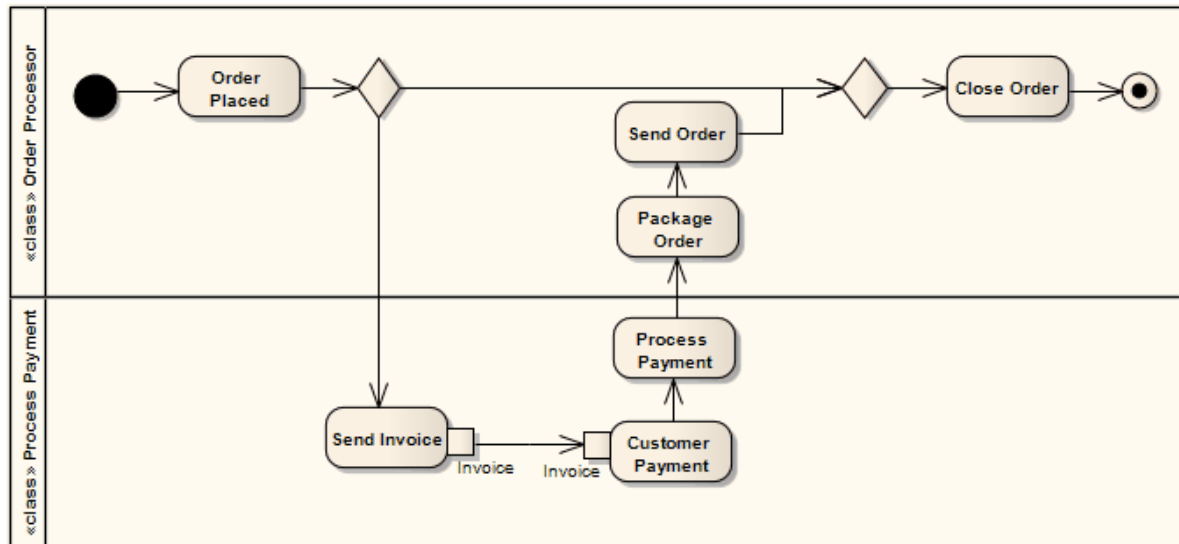 «class» Order Processor
Order
Placed
Close Order
Send Order
Package
Order
«class» Process Payment
Process
Payment
Send Invoice
Customer
Payment
Invoice
Invoice